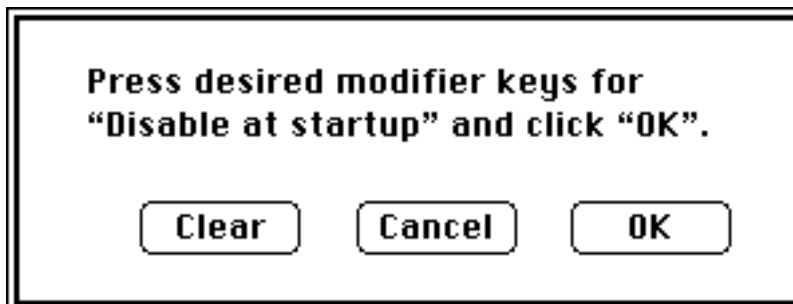 Press desired modifier keys for
“Disable at startup” and click “OK”.
Clear Cancel OK